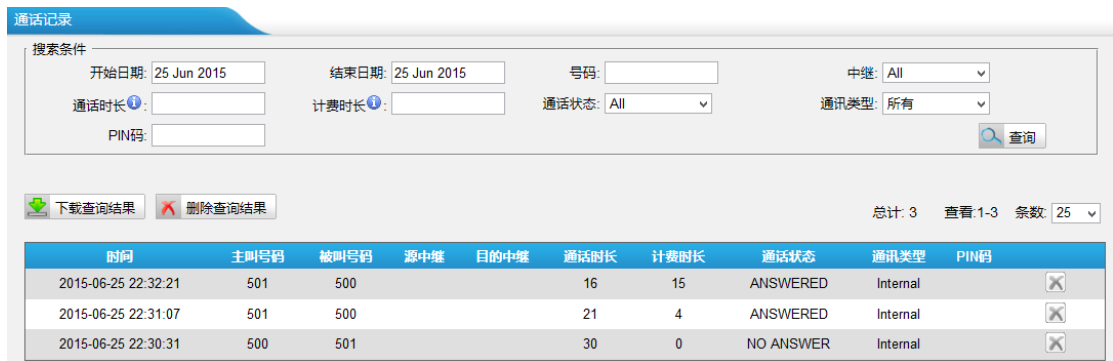 通话记录
搜索条件
开始日期: 25 Jun 2015 结束日期: 25 Jun 2015 号码: 中继: All
通话时长 : 计费时长 : 通话状态: All 通讯类型: 所有
PIN码: 查询
下载查询结果 删除查询结果 总计: 3 查看:1-3 条数: 25
时间 主叫号码 被叫号码 源中继 目的中继 通话时长 计费时长 通话状态 通讯类型 PIN码
2015-06-25 22:32:21 501 500 16 15 ANSWERED Internal
2015-06-25 22:31:07 501 500 21 4 ANSWERED Internal
2015-06-25 22:30:31 500 501 30 0 NO ANSWER Internal